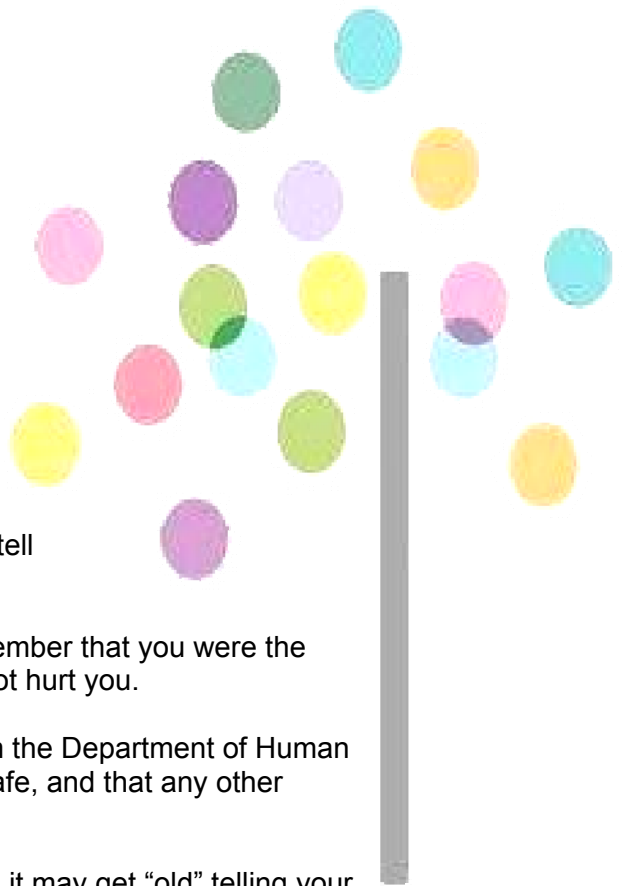 tell
ember that you were the
ot hurt you.
n the Department of Human
afe, and that any other
it may get “old” telling your